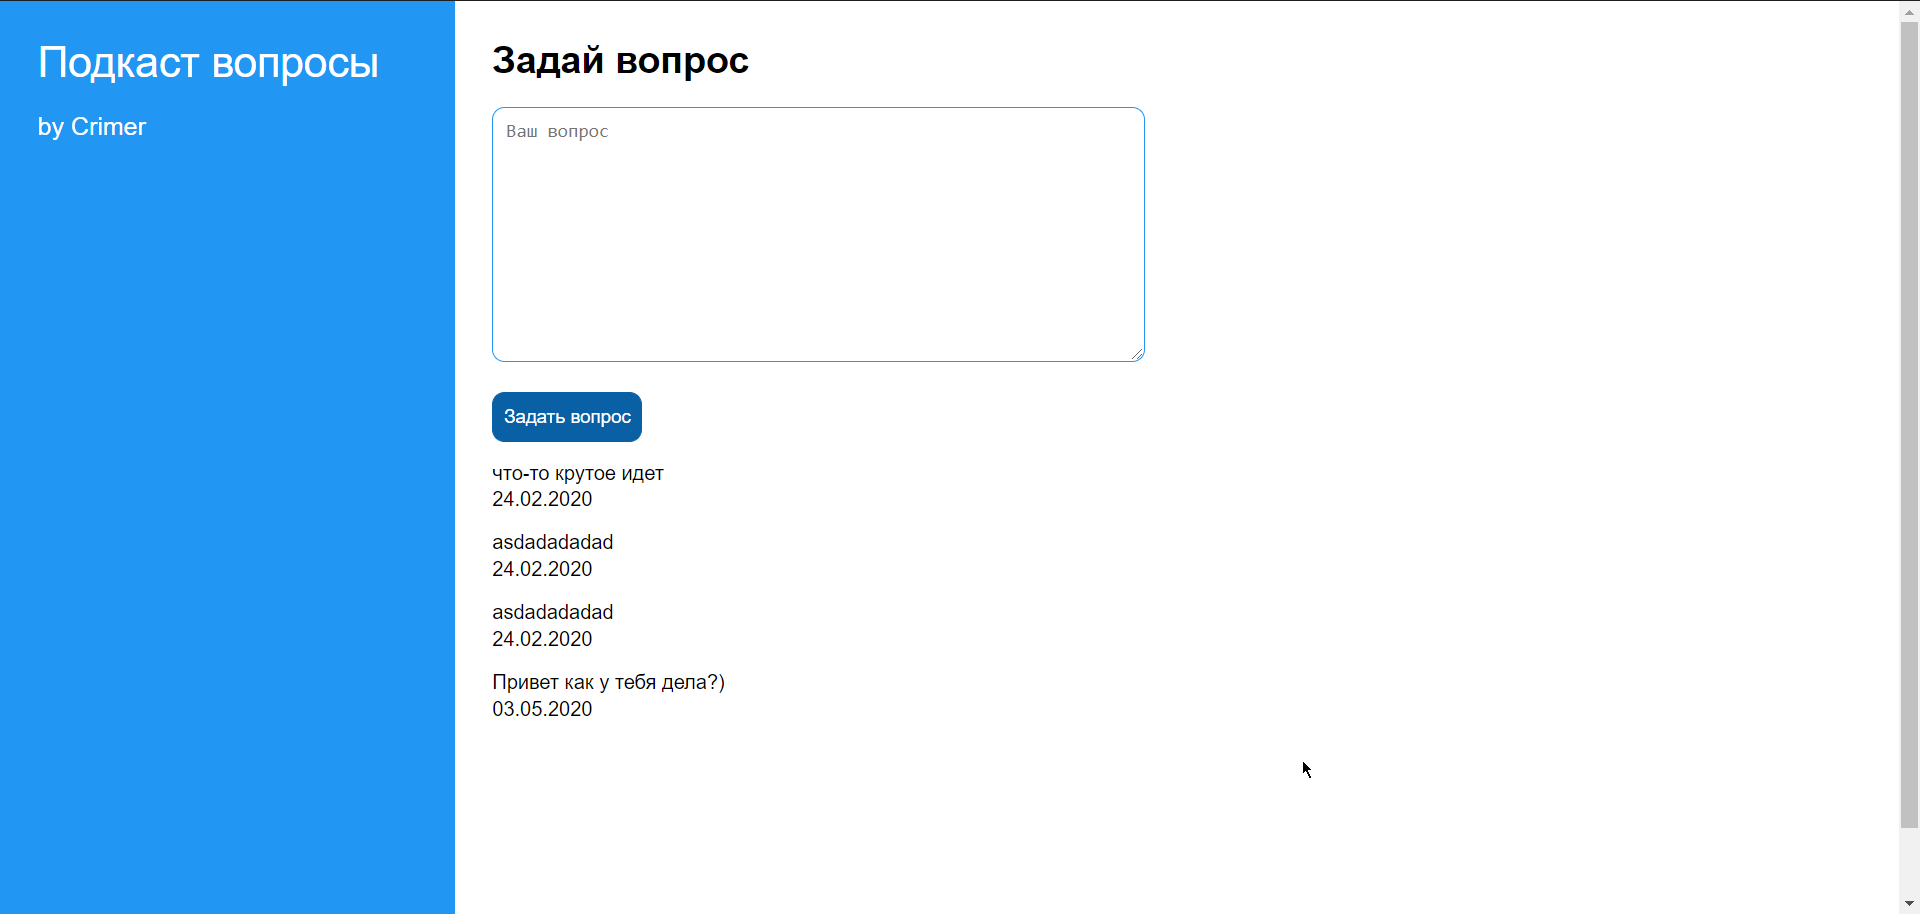 Подкаст вопросы
by Crimer
Задай вопрос
Ваш вопрос
Задать вопрос
что-то крутое идет
24.02.2020
asdadadadad
24.02.2020
asdadadadad
24.02.2020
Привет как у тебя дела?)
03.05.2020